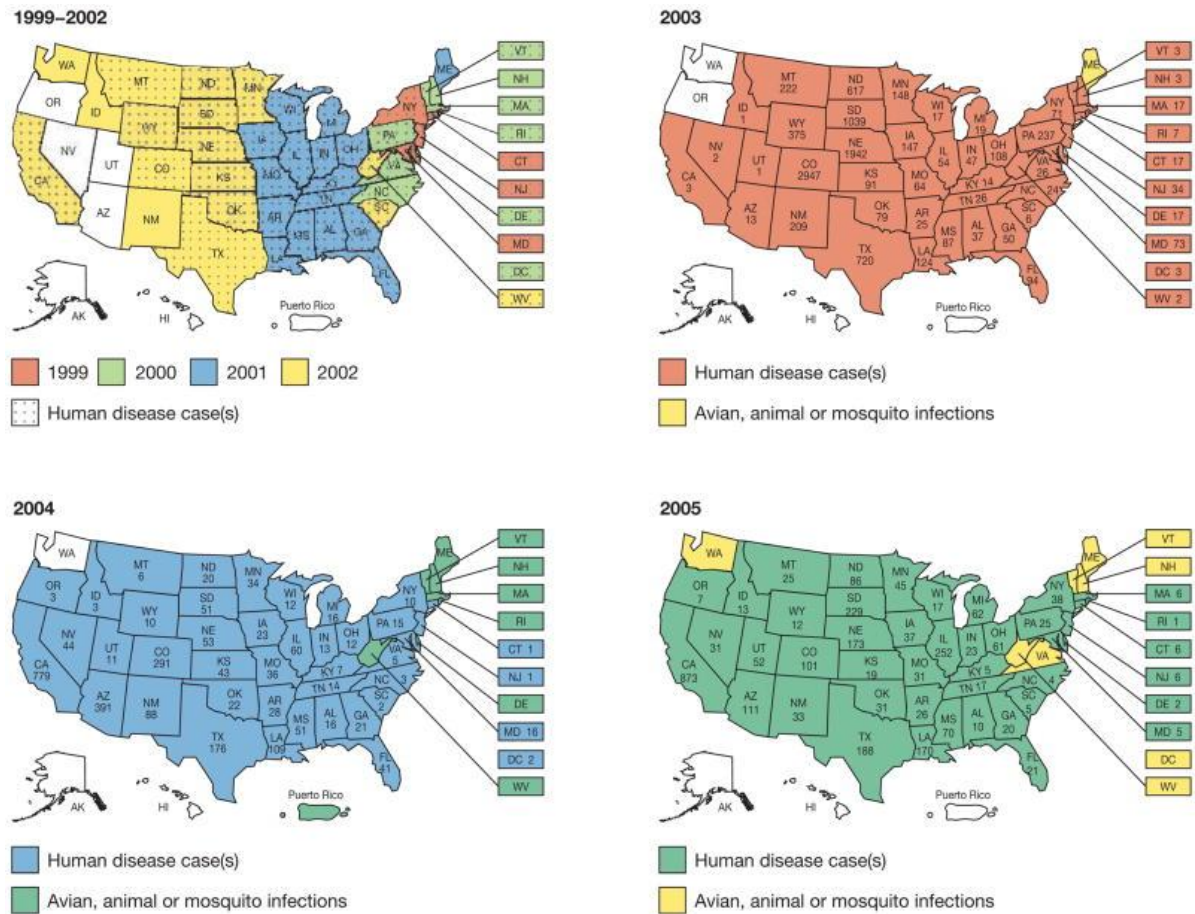 1999–2002
WA
MT
ND
MN
ME
VT
OR
ID
WY
SD
WI
MI
NY
NH
NV
UT
CO
NE
IA
IL
IN
OH
PA
MA
CA
AZ
NM
KS
MO
KY
VA
RI
OK
AR
TN
NC
CT
TX
LA
MS
AL
GA
SC
NJ
FL
DE
MD
DC
WV
AK
HI
Puerto Rico
1999
2000
2001
2002
Human disease case(s)
2003
WA
OR
MT
222
ND
617
MN
148
ME
VT 3
ID
1
WY
375
SD
1039
WI
17
MI
19
NY
71
NH 3
NV
2
UT
1
CO
2947
NE
1942
IA
147
IL
54
IN
47
OH
108
PA 237
MA 17
CA
3
AZ
13
NM
209
KS
91
MO
64
KY 14
VA
26
RI 7
OK
79
AR
25
TN 26
NC
24
CT 17
TX
720
LA
124
MS
87
AL
37
GA
50
SC
6
NJ 34
FL
94
DE 17
MD 73
DC 3
WV 2
AK
HI
Puerto Rico
Human disease case(s)
Avian, animal or mosquito infections
2004
WA
OR
3
MT
6
ND
20
MN
34
ME
VT
ID
3
WY
10
SD
51
WI
12
MI
16
NY
10
NH
NV
44
UT
11
CO
291
NE
53
IA
23
IL
60
IN
13
OH
12
PA 15
MA
CA
779
AZ
391
NM
88
KS
43
MO
36
KY 7
VA
5
RI
OK
22
AR
28
TN 14
NC
3
CT 1
TX
176
LA
109
MS
51
AL
16
GA
21
SC
2
NJ 1
FL
41
DE
MD 16
DC 2
WV
AK
HI
Puerto Rico
Human disease case(s)
Avian, animal or mosquito infections
2005
WA
OR
7
MT
25
ND
86
MN
45
ME
VT
ID
13
WY
12
SD
229
WI
17
MI
62
NY
38
NH
NV
31
UT
52
CO
101
NE
173
IA
37
IL
252
IN
23
OH
61
PA 25
MA 6
CA
873
AZ
111
NM
33
KS
19
MO
31
KY 5
VA
RI 1
OK
31
AR
26
TN 17
NC
4
CT 6
TX
188
LA
170
MS
70
AL
10
GA
20
SC
5
NJ 6
FL
21
DE 2
MD 5
DC
WV
AK
HI
Puerto Rico
Human disease case(s)
Avian, animal or mosquito infections